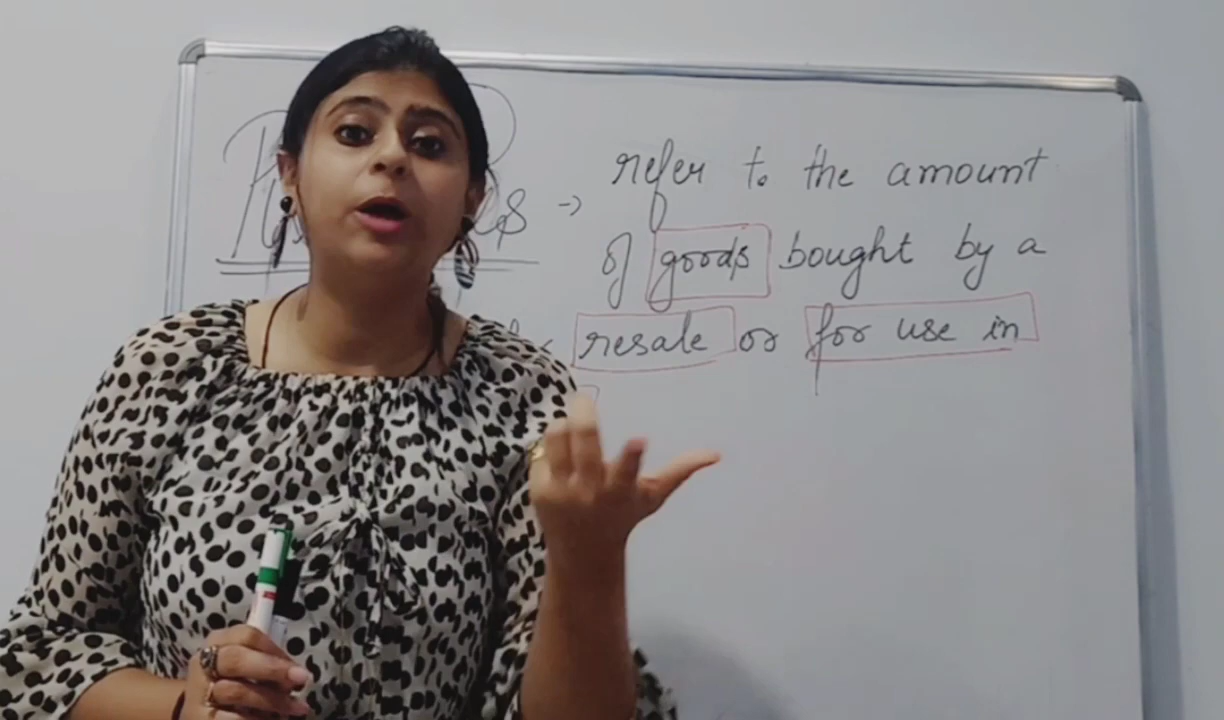 → refer to the amount
of goods bought by a
resale or for use in